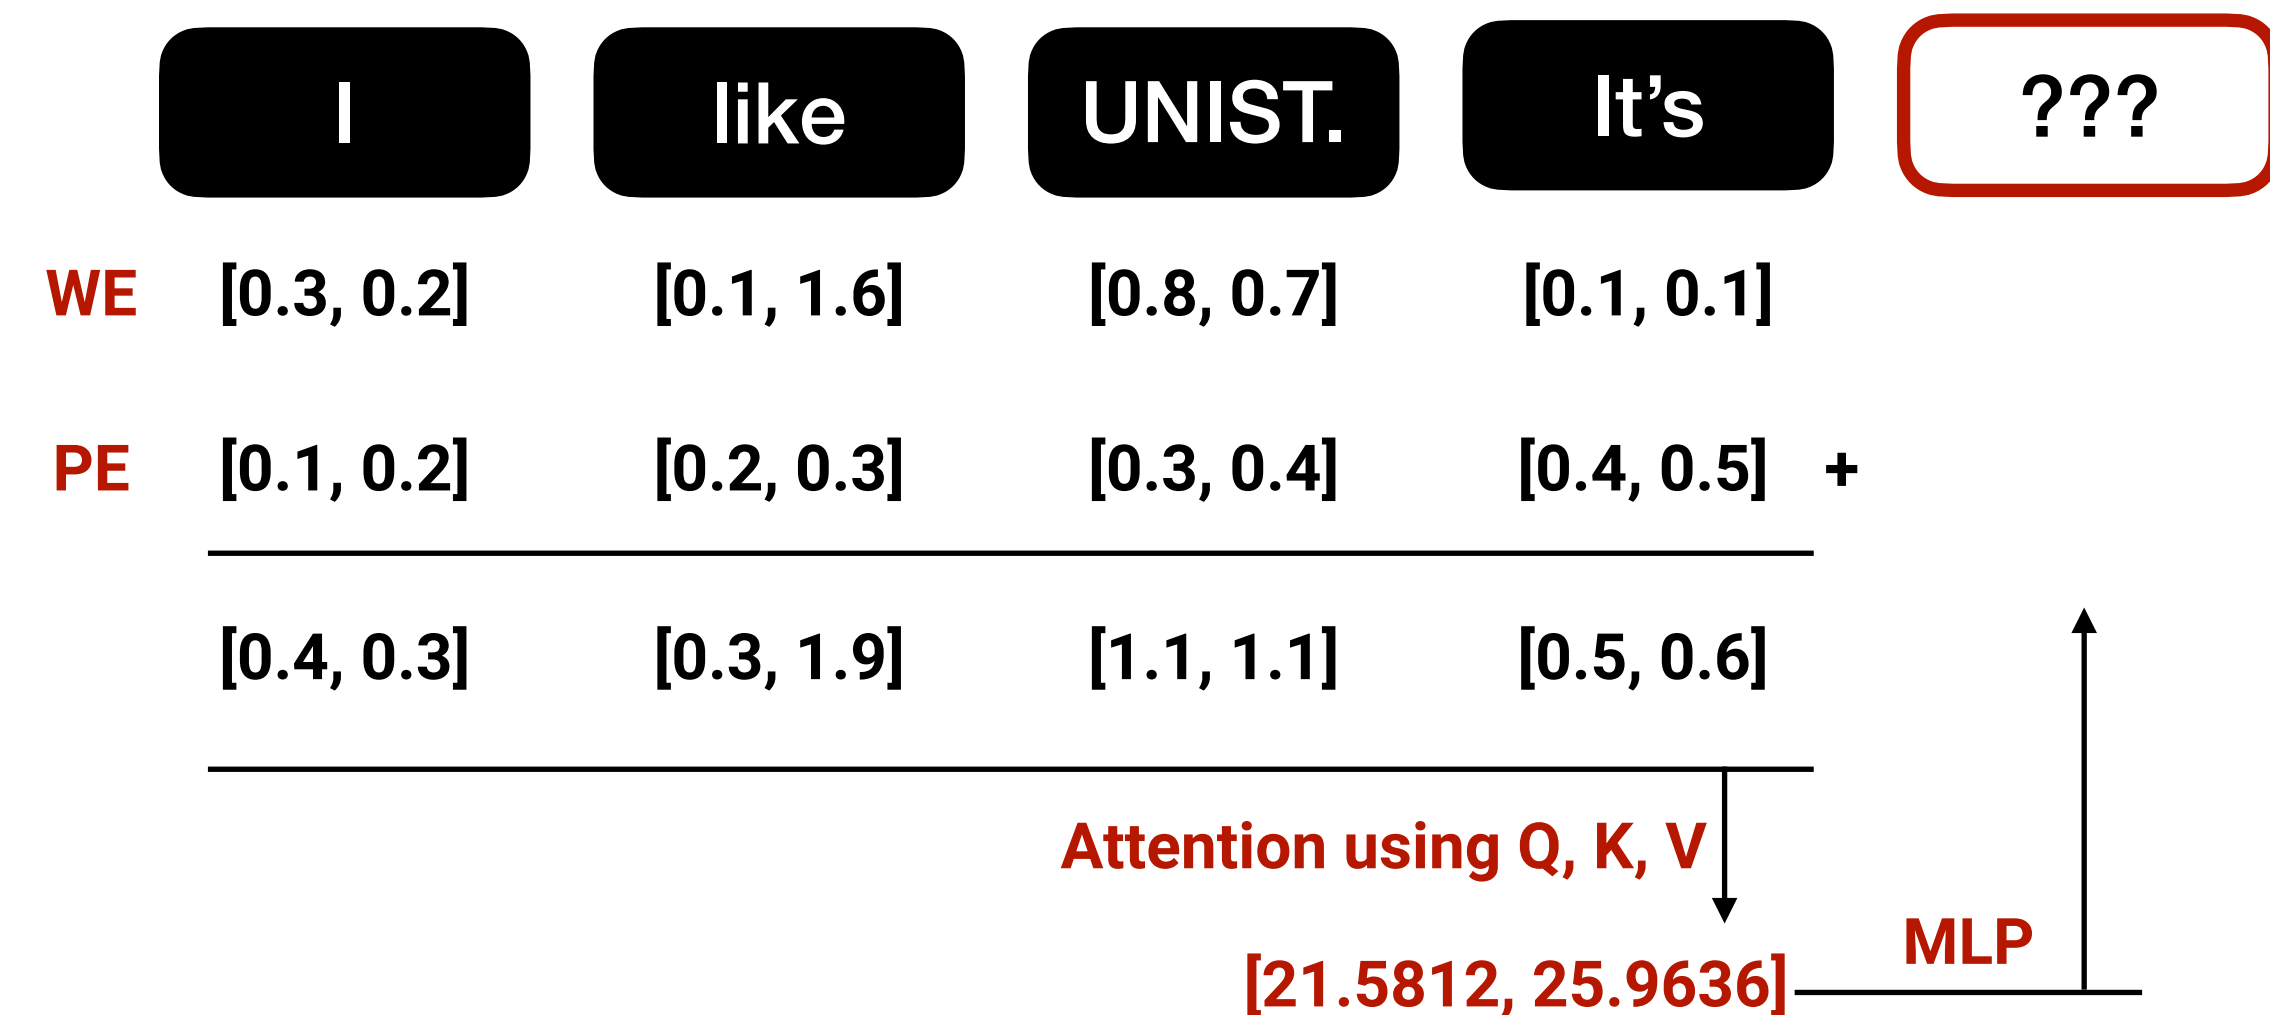 I like UNIST. It’s ???
WE [0.3, 0.2] [0.1, 1.6] [0.8, 0.7] [0.1, 0.1]
PE [0.1, 0.2] [0.2, 0.3] [0.3, 0.4] [0.4, 0.5] +
[0.4, 0.3] [0.3, 1.9] [1.1, 1.1] [0.5, 0.6]
Attention using Q, K, V
MLP
[21.5812, 25.9636]